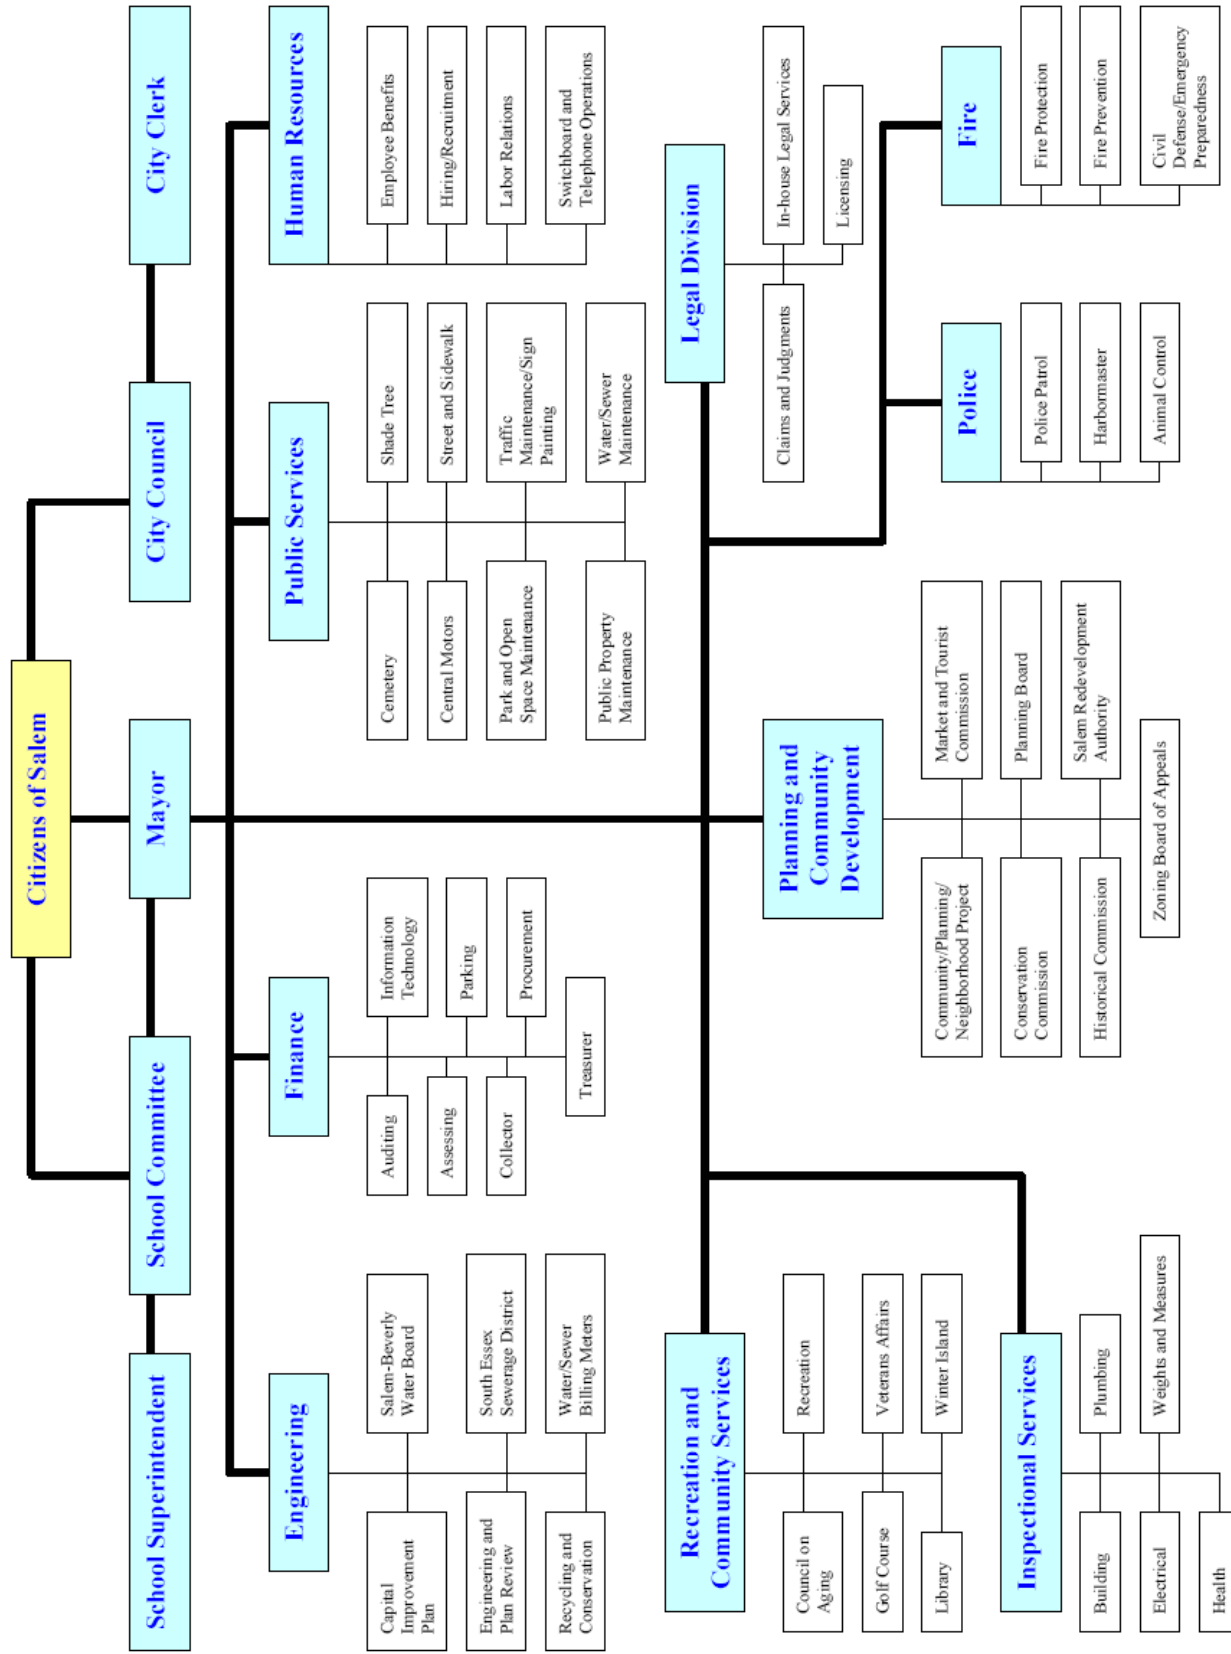 Citizens of Salem
School Superintendent
School Committee
Mayor
City Council
City Clerk
Engineering
Finance
Public Services
Human Resources
Capital
Improvement
Plan
Salem-Beverly
Water Board
Engineering and
Plan Review
South Essex
Sewerage District
Recycling and
Conservation
Water/Sewer
Billing Meters
Auditing
Information
Technology
Assessing
Parking
Collector
Procurement
Treasurer
Cemetery
Shade Tree
Central Motors
Street and Sidewalk
Park and Open
Space Maintenance
Traffic
Maintenance/Sign
Painting
Public Property
Maintenance
Water/Sewer
Maintenance
Employee Benefits
Hiring/Recruitment
Labor Relations
Switchboard and
Telephone Operations
Recreation and
Community Services
Council on
Aging
Recreation
Golf Course
Veterans Affairs
Library
Winter Island
Legal Division
Claims and Judgments
In-house Legal Services
Licensing
Planning and
Community
Development
Community/Planning/
Neighborhood Project
Market and Tourist
Commission
Conservation
Commission
Planning Board
Historical Commission
Salem Redevelopment
Authority
Zoning Board of Appeals
Inspectional Services
Building
Plumbing
Electrical
Weights and Measures
Health
Police
Police Patrol
Harbormaster
Animal Control
Fire
Fire Protection
Fire Prevention
Civil
Defense/Emergency
Preparedness